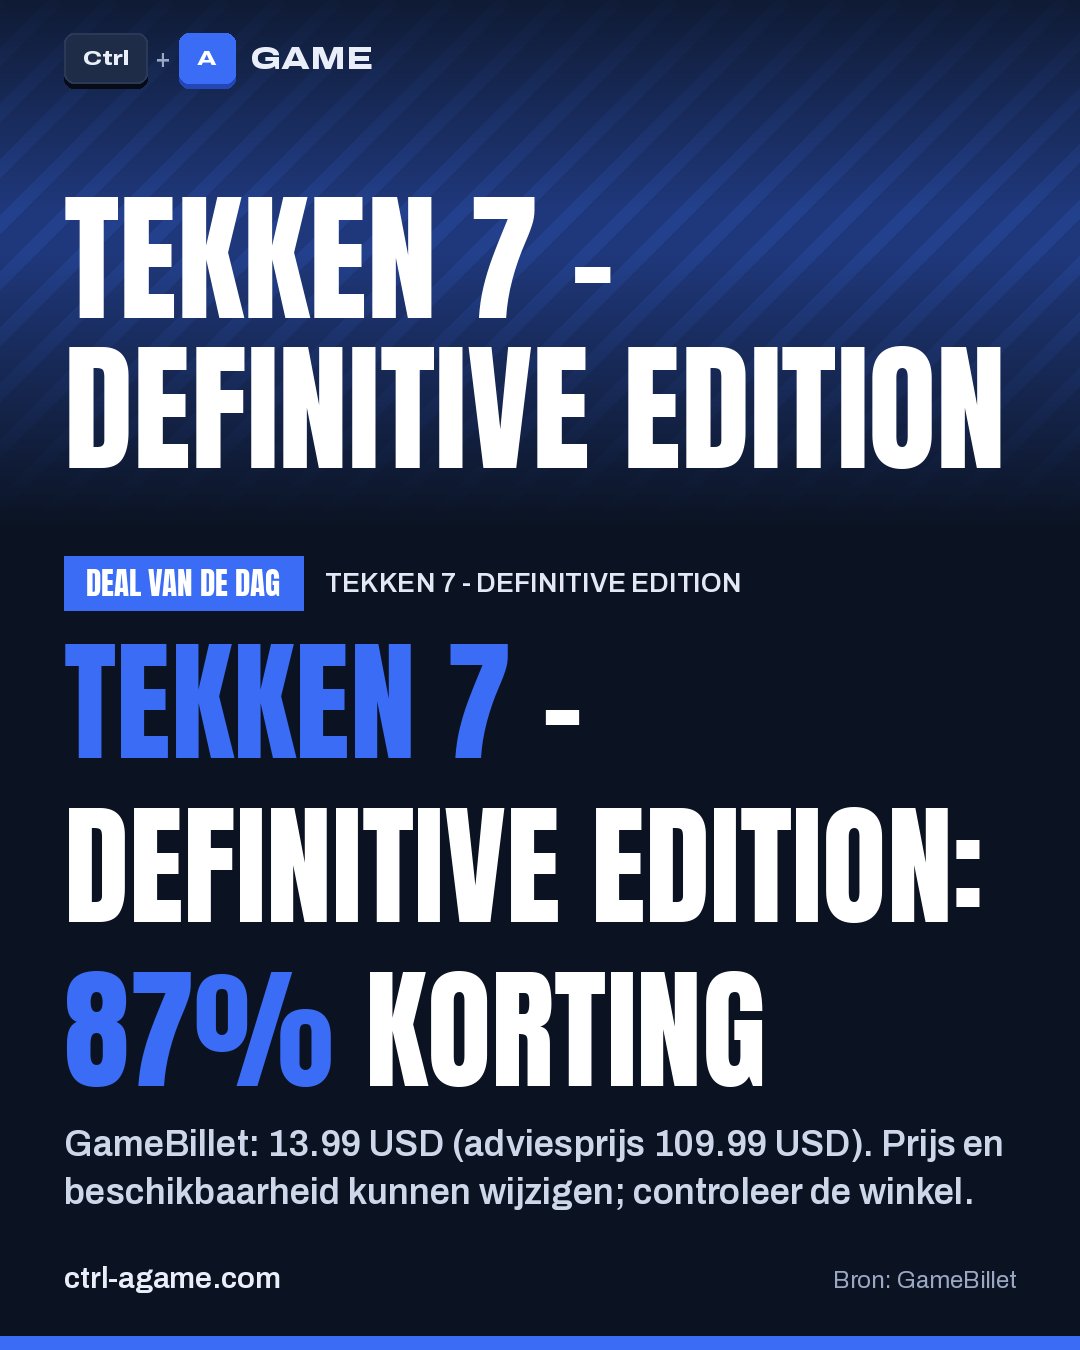 Ctrl + A GAME
TEKKEN 7 -
DEFINITIVE EDITION
DEAL VAN DE DAG TEKKEN 7 - DEFINITIVE EDITION
TEKKEN 7 -
DEFINITIVE EDITION:
87% KORTING
GameBillet: 13.99 USD (adviesprijs 109.99 USD). Prijs en
beschikbaarheid kunnen wijzigen; controleer de winkel.
ctrl-agame.com Bron: GameBillet